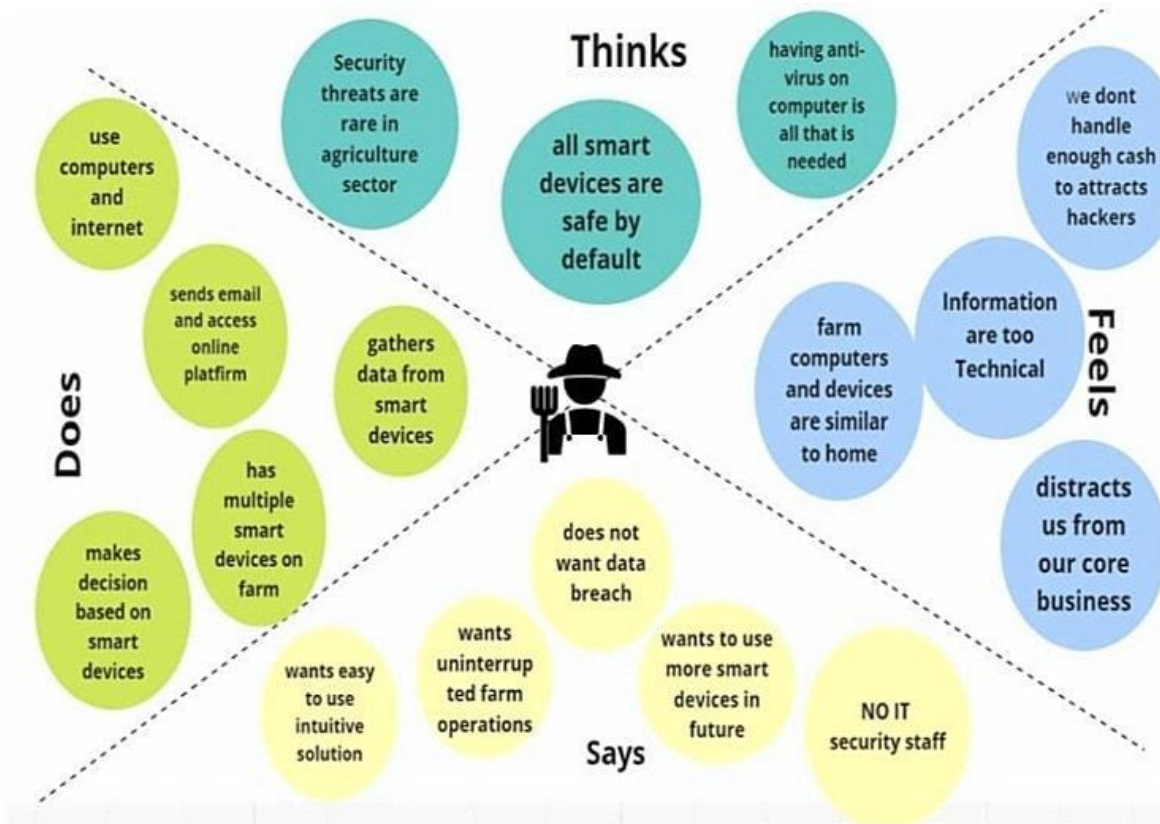 Thinks
Security
threats are
rare in
agriculture
sector
all smart
devices are
safe by
default
having anti-
virus on
computer is
all that is
needed
Does
use
computers
and
internet
sends email
and access
online
platfirm
gathers
data from
smart
devices
has
multiple
smart
devices on
farm
makes
decision
based on
smart
devices
Feels
we dont
handle
enough cash
to attracts
hackers
Information
are too
Technical
farm
computers
and devices
are similar
to home
distracts
us from
our core
business
Says
does not
want data
breach
wants easy
to use
intuitive
solution
wants
uninterrup
ted farm
operations
wants to use
more smart
devices in
future
NO IT
security staff